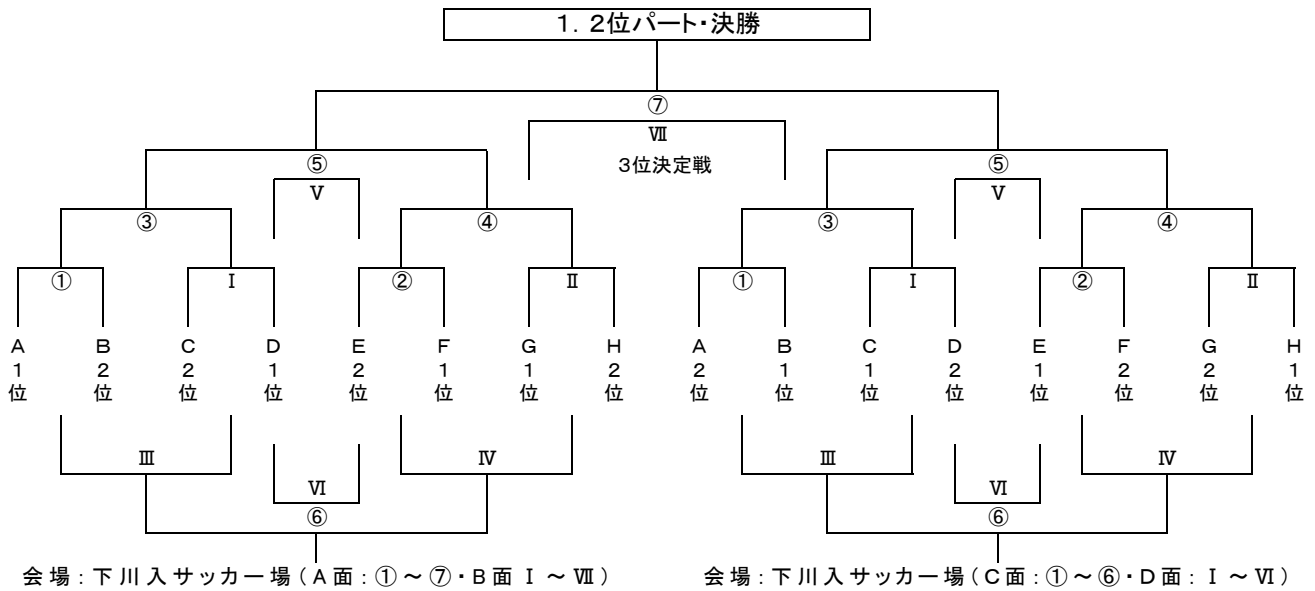 1．2位パート・決勝
⑦
Ⅶ
3位決定戦
⑤ ⑤
Ⅴ Ⅴ
③ ④ ③ ④
① Ⅰ ② Ⅱ ① Ⅰ ② Ⅱ
A1位 B2位 C2位 D1位 E2位 F1位 G1位 H2位 A2位 B1位 C1位 D2位 E1位 F2位 G2位 H1位
Ⅲ Ⅳ Ⅲ Ⅳ
Ⅵ Ⅵ
⑥ ⑥
会場：下川入サッカー場（A面：①～⑦・B面 Ⅰ～Ⅶ） 会場：下川入サッカー場（C面：①～⑥・D面：Ⅰ～Ⅵ）